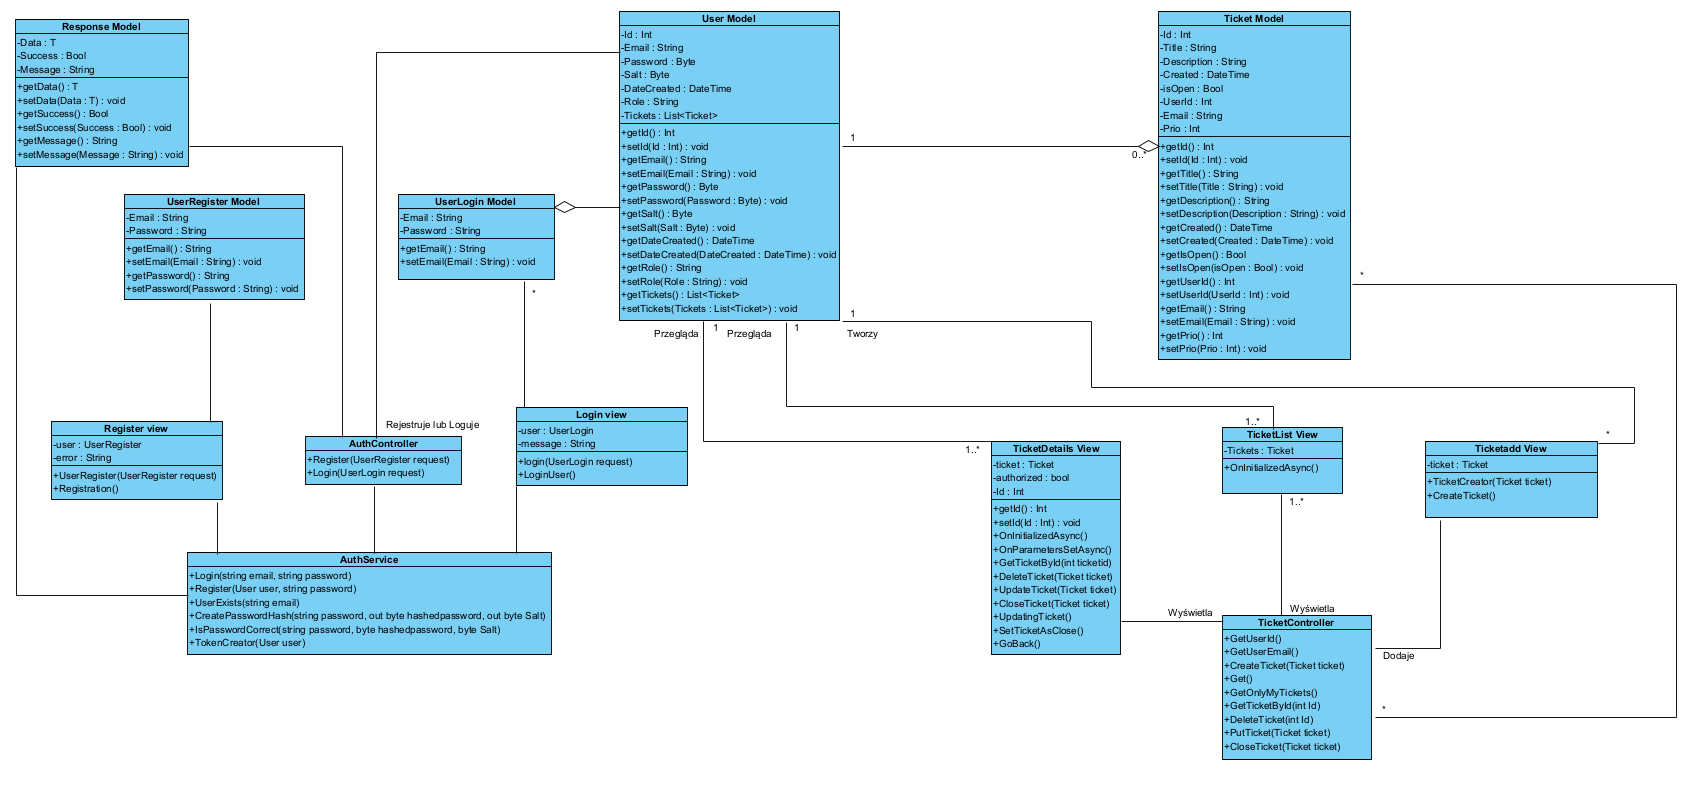 Response Model
-Data : T
-Success : Bool
-Message : String
+getData() : T
+setData(Data : T) : void
+getSuccess() : Bool
+setSuccess(Success : Bool) : void
+getMessage() : String
+setMessage(Message : String) : void
User Model
-Id : Int
-Email : String
-Password : Byte
-Salt : Byte
-DateCreated : DateTime
-Role : String
-Tickets : List<Ticket>
+getId() : Int
+setId(Id : Int) : void
+getEmail() : String
+setEmail(Email : String) : void
+getPassword() : Byte
+setPassword(Password : Byte) : void
+getSalt() : Byte
+setSalt(Salt : Byte) : void
+getDateCreated() : DateTime
+setDateCreated(DateCreated : DateTime) : void
+getRole() : String
+setRole(Role : String) : void
+getTickets() : List<Ticket>
+setTickets(Tickets : List<Ticket>) : void
Ticket Model
-Id : Int
-Title : String
-Description : String
-Created : DateTime
-isOpen : Bool
-UserId : Int
-Email : String
-Prio : Int
+getId() : Int
+setId(Id : Int) : void
+getTitle() : String
+setTitle(Title : String) : void
+getDescription() : String
+setDescription(Description : String) : void
+getCreated() : DateTime
+setCreated(Created : DateTime) : void
+getIsOpen() : Bool
+setIsOpen(isOpen : Bool) : void
+getUserId() : Int
+setUserId(UserId : Int) : void
+getEmail() : String
+setEmail(Email : String) : void
+getPrio() : Int
+setPrio(Prio : Int) : void
1
0..*
UserRegister Model
-Email : String
-Password : String
+getEmail() : String
+setEmail(Email : String) : void
+getPassword() : String
+setPassword(Password : String) : void
UserLogin Model
-Email : String
-Password : String
+getEmail() : String
+setEmail(Email : String) : void
*
*
Przegląda
1
Przegląda
1
1
Tworzy
Register view
-user : UserRegister
-error : String
+UserRegister(UserRegister request)
+Registration()
Rejestruje lub Loguje
AuthController
+Register(UserRegister request)
+Login(UserLogin request)
Login view
-user : UserLogin
-message : String
+login(UserLogin request)
+LoginUser()
1..*
TicketDetails View
-ticket : Ticket
-authorized : bool
-Id : Int
+getId() : Int
+setId(Id : Int) : void
+OnInitializedAsync()
+OnParametersSetAsync()
+GetTicketById(int ticketid)
+DeleteTicket(Ticket ticket)
+UpdateTicket(Ticket ticket)
+CloseTicket(Ticket ticket)
+UpdatingTicket()
+SetTicketAsClose()
+GoBack()
1..*
TicketList View
-Tickets : Ticket
+OnInitializedAsync()
1..*
*
Ticketadd View
-ticket : Ticket
+TicketCreator(Ticket ticket)
+CreateTicket()
AuthService
+Login(string email, string password)
+Register(User user, string password)
+UserExists(string email)
+CreatePasswordHash(string password, out byte hashedpassword, out byte Salt)
+IsPasswordCorrect(string password, byte hashedpassword, byte Salt)
+TokenCreator(User user)
Wyświetla
Wyświetla
TicketController
+GetUserId()
+GetUserEmail()
+CreateTicket(Ticket ticket)
+Get()
+GetOnlyMyTickets()
+GetTicketById(int Id)
+DeleteTicket(int Id)
+PutTicket(Ticket ticket)
+CloseTicket(Ticket ticket)
Dodaje
*